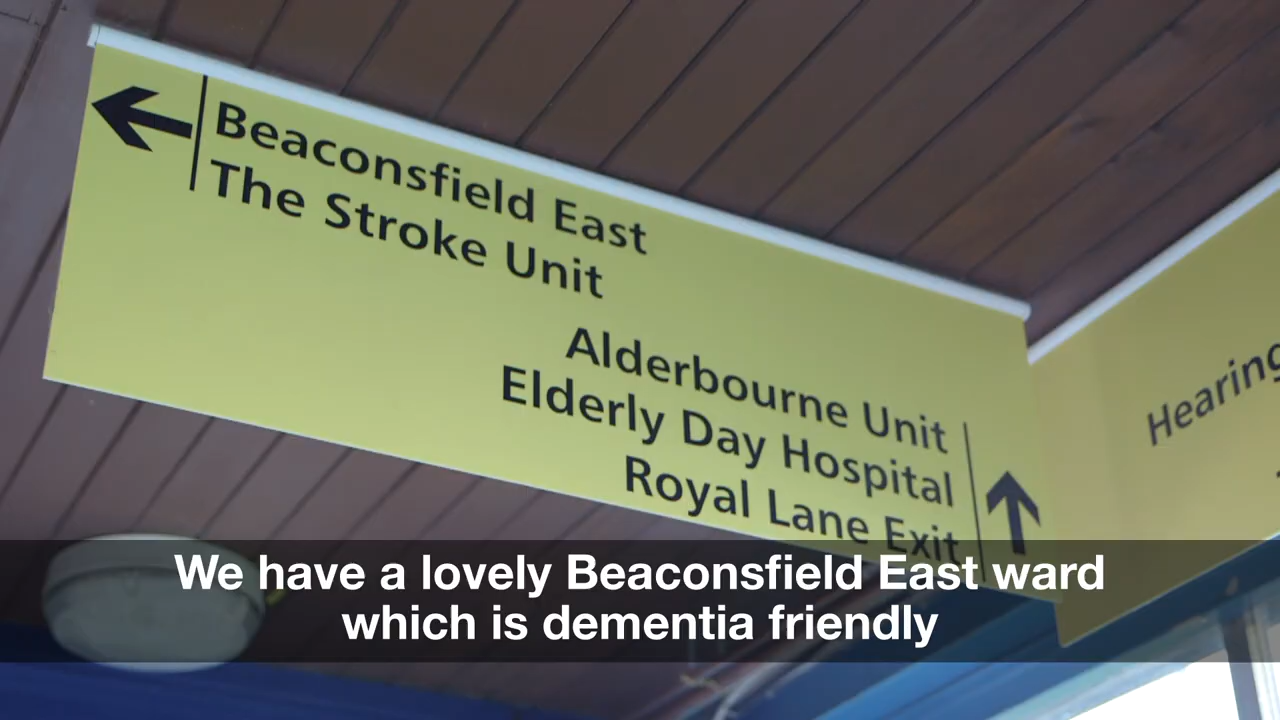 Beaconsfield East
The Stroke Unit
Alderbourne Unit
Elderly Day Hospital
Royal Lane Exit
Hearing
We have a lovely Beaconsfield East ward
which is dementia friendly